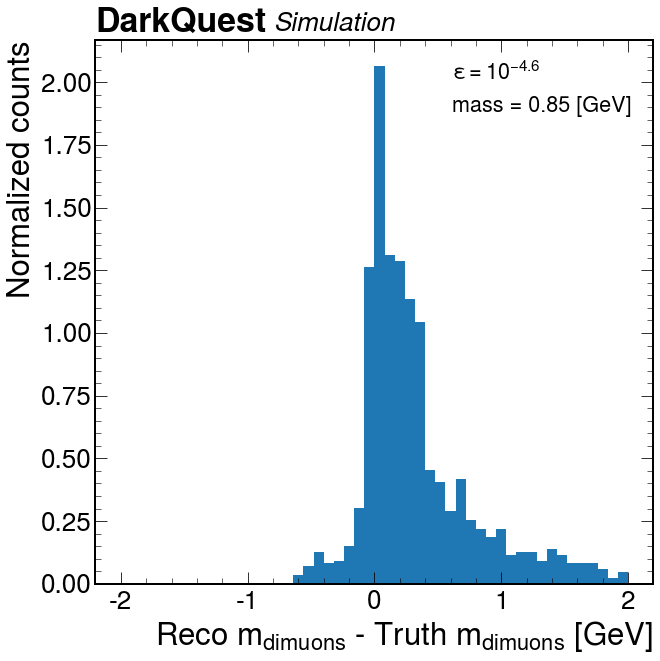 DarkQuest Simulation
ε = 10^−4.6
mass = 0.85 [GeV]
Normalized counts
2.00
1.75
1.50
1.25
1.00
0.75
0.50
0.25
0.00
-2 -1 0 1 2
Reco m_dimuons - Truth m_dimuons [GeV]